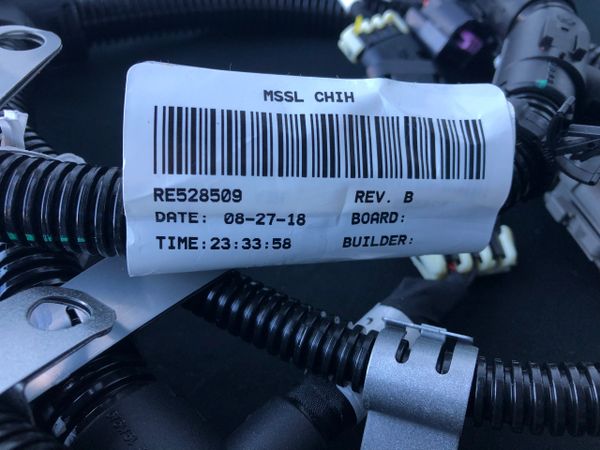 MSSL CHIH
RE528509 REV. B
DATE: 08-27-18 BOARD:
TIME:23:33:58 BUILDER: